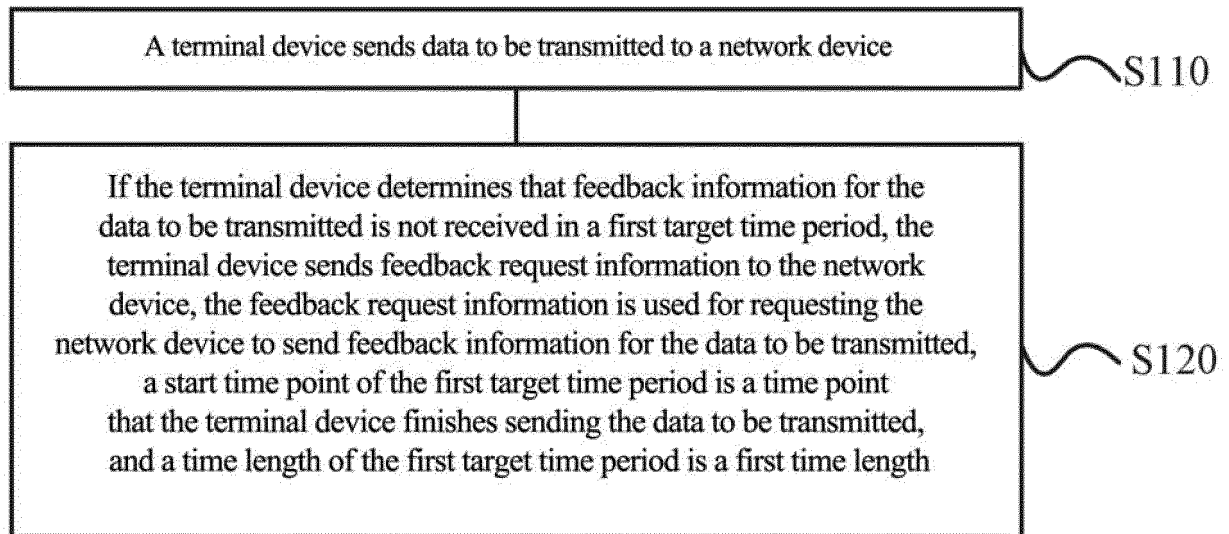 A terminal device sends data to be transmitted to a network device
S110
If the terminal device determines that feedback information for the
data to be transmitted is not received in a first target time period, the
terminal device sends feedback request information to the network
device, the feedback request information is used for requesting the
network device to send feedback information for the data to be transmitted,
a start time point of the first target time period is a time point
that the terminal device finishes sending the data to be transmitted,
and a time length of the first target time period is a first time length
S120